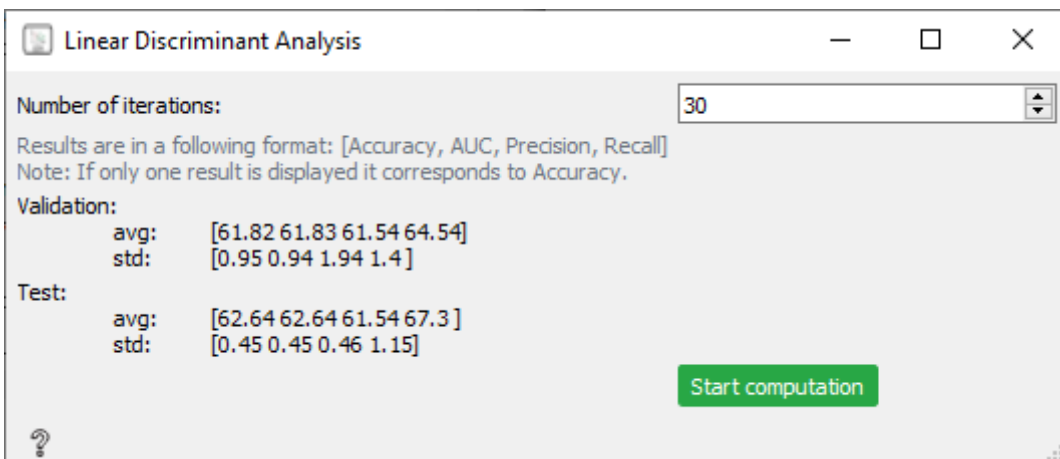 Linear Discriminant Analysis
Number of iterations: 30
Results are in a following format: [Accuracy, AUC, Precision, Recall]
Note: If only one result is displayed it corresponds to Accuracy.
Validation:
avg: [61.82 61.83 61.54 64.54]
std: [0.95 0.94 1.94 1.4 ]
Test:
avg: [62.64 62.64 61.54 67.3 ]
std: [0.45 0.45 0.46 1.15]
Start computation
?